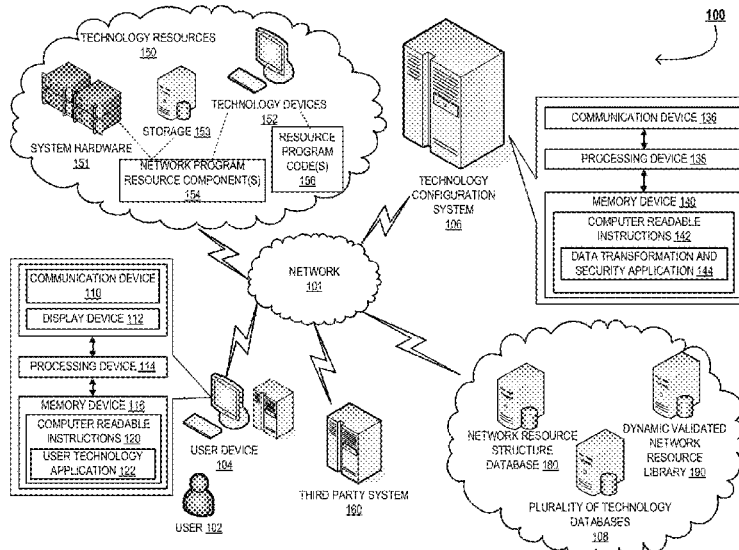 100
TECHNOLOGY RESOURCES
150
SYSTEM HARDWARE
151
STORAGE 153
TECHNOLOGY DEVICES
152
NETWORK PROGRAM
RESOURCE COMPONENT(S)
154
RESOURCE
PROGRAM
CODE(S)
156
TECHNOLOGY
CONFIGURATION
SYSTEM
106
COMMUNICATION DEVICE 136
PROCESSING DEVICE 138
MEMORY DEVICE 140
COMPUTER READABLE
INSTRUCTIONS 142
DATA TRANSFORMATION AND
SECURITY APPLICATION 144
NETWORK
101
COMMUNICATION DEVICE
110
DISPLAY DEVICE 112
PROCESSING DEVICE 114
MEMORY DEVICE 116
COMPUTER READABLE
INSTRUCTIONS 120
USER TECHNOLOGY
APPLICATION 122
USER DEVICE
104
USER 102
THIRD PARTY SYSTEM
160
NETWORK RESOURCE
STRUCTURE
DATABASE 180
DYNAMIC VALIDATED
NETWORK
RESOURCE
LIBRARY 190
PLURALITY OF TECHNOLOGY
DATABASES
108